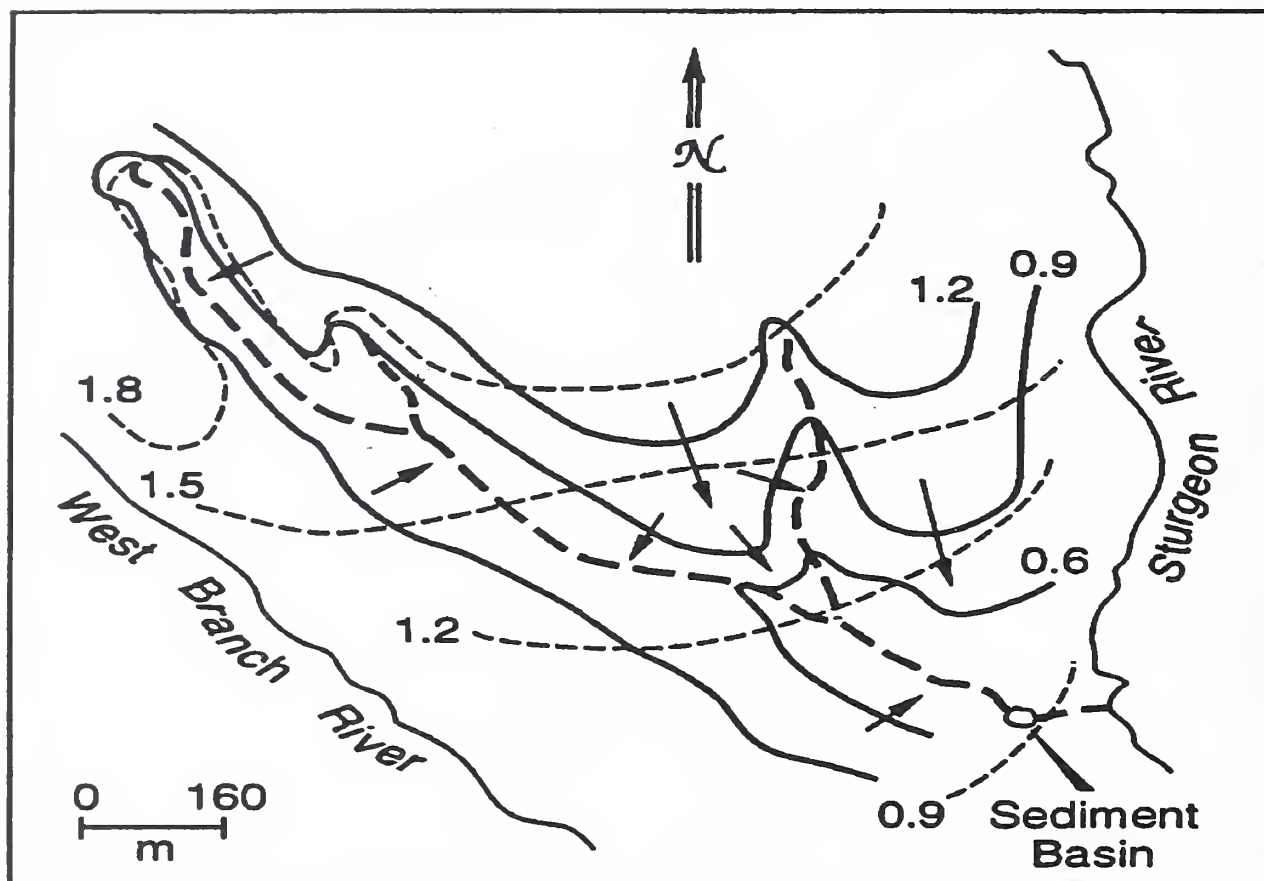 N
0.9
1.2
Sturgeon River
1.8
1.5
West Branch River
0.6
1.2
0 160
m
0.9
Sediment
Basin